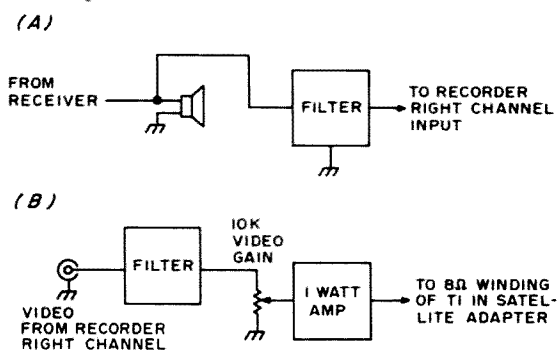 (A)
FROM
RECEIVER
FILTER
TO RECORDER
RIGHT CHANNEL
INPUT
(B)
FILTER
10K
VIDEO
GAIN
1 WATT
AMP
TO 8Ω WINDING
OF T1 IN SATEL-
LITE ADAPTER
VIDEO
FROM RECORDER
RIGHT CHANNEL